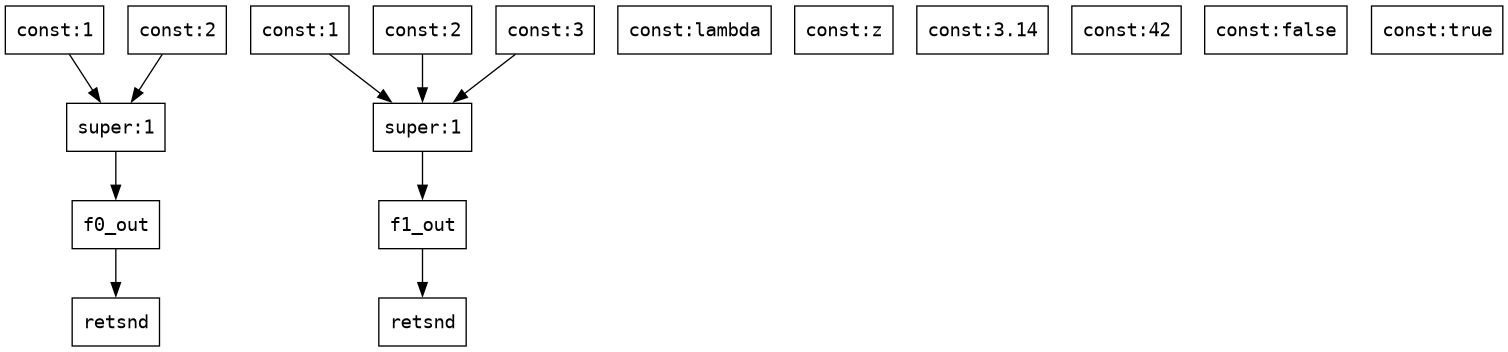 const:1 const:2 const:1 const:2 const:3 const:lambda const:z const:3.14 const:42 const:false const:true
super:1 super:1
f0_out f1_out
retsnd retsnd